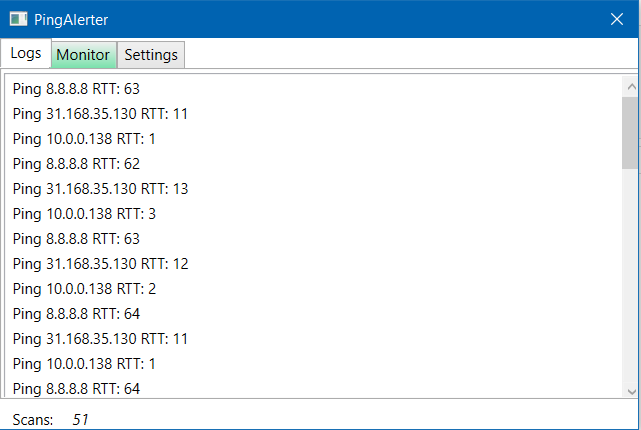 PingAlerter
Logs Monitor Settings
Ping 8.8.8.8 RTT: 63
Ping 31.168.35.130 RTT: 11
Ping 10.0.0.138 RTT: 1
Ping 8.8.8.8 RTT: 62
Ping 31.168.35.130 RTT: 13
Ping 10.0.0.138 RTT: 3
Ping 8.8.8.8 RTT: 63
Ping 31.168.35.130 RTT: 12
Ping 10.0.0.138 RTT: 2
Ping 8.8.8.8 RTT: 64
Ping 31.168.35.130 RTT: 11
Ping 10.0.0.138 RTT: 1
Ping 8.8.8.8 RTT: 64
Scans: 51